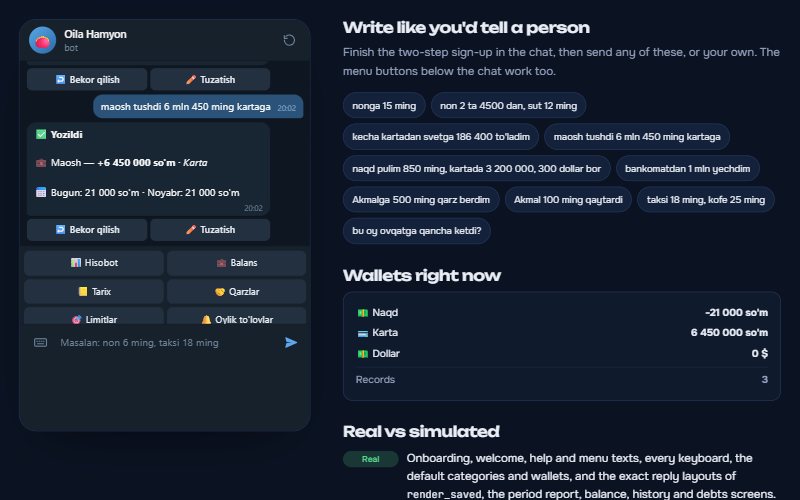 Oila Hamyon
bot
Bekor qilish
Tuzatish
maosh tushdi 6 mln 450 ming kartaga 20:02
Yozildi
Maosh — +6 450 000 so'm · Karta
Bugun: 21 000 so'm · Noyabr: 21 000 so'm
20:02
Bekor qilish
Tuzatish
Hisobot
Balans
Tarix
Qarzlar
Limitlar
Oylik to'lovlar
Masalan: non 6 ming, taksi 18 ming
Write like you'd tell a person
Finish the two-step sign-up in the chat, then send any of these, or your own. The
menu buttons below the chat work too.
nonga 15 ming
non 2 ta 4500 dan, sut 12 ming
kecha kartadan svetga 186 400 to'ladim
maosh tushdi 6 mln 450 ming kartaga
naqd pulim 850 ming, kartada 3 200 000, 300 dollar bor
bankomatdan 1 mln yechdim
Akmalga 500 ming qarz berdim
Akmal 100 ming qaytardi
taksi 18 ming, kofe 25 ming
bu oy ovqatga qancha ketdi?
Wallets right now
Naqd -21 000 so'm
Karta 6 450 000 so'm
Dollar 0 $
Records 3
Real vs simulated
Real
Onboarding, welcome, help and menu texts, every keyboard, the
default categories and wallets, and the exact reply layouts of
render_saved, the period report, balance, history and debts screens.